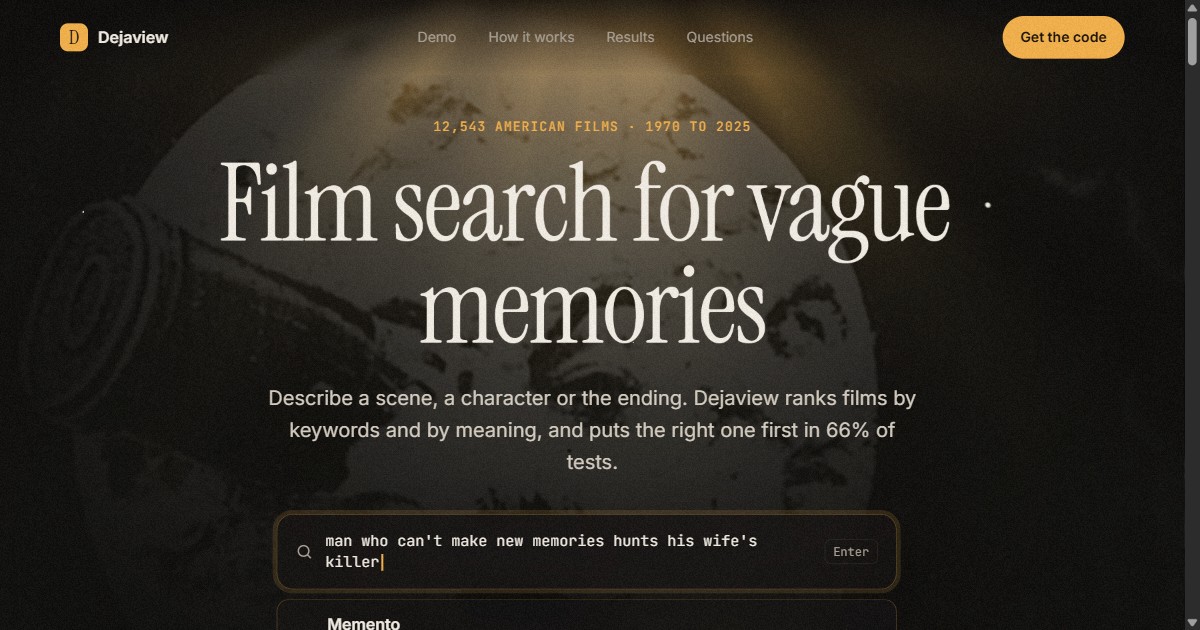 D Dejaview Demo How it works Results Questions Get the code
12,543 AMERICAN FILMS · 1970 TO 2025
Film search for vague
memories
Describe a scene, a character or the ending. Dejaview ranks films by
keywords and by meaning, and puts the right one first in 66% of
tests.
man who can't make new memories hunts his wife's
killer
Enter
Memento